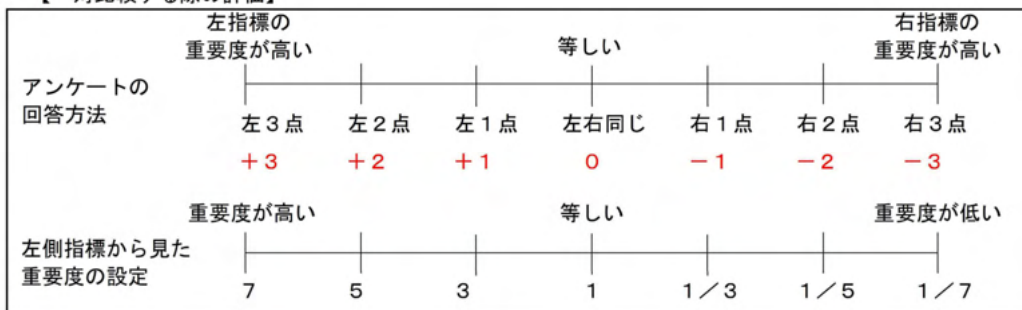 左指標の
重要度が高い
等しい
右指標の
重要度が高い
アンケートの
回答方法
左3点 左2点 左1点 左右同じ 右1点 右2点 右3点
+3 +2 +1 0 -1 -2 -3
重要度が高い 等しい 重要度が低い
左側指標から見た
重要度の設定
7 5 3 1 1/3 1/5 1/7